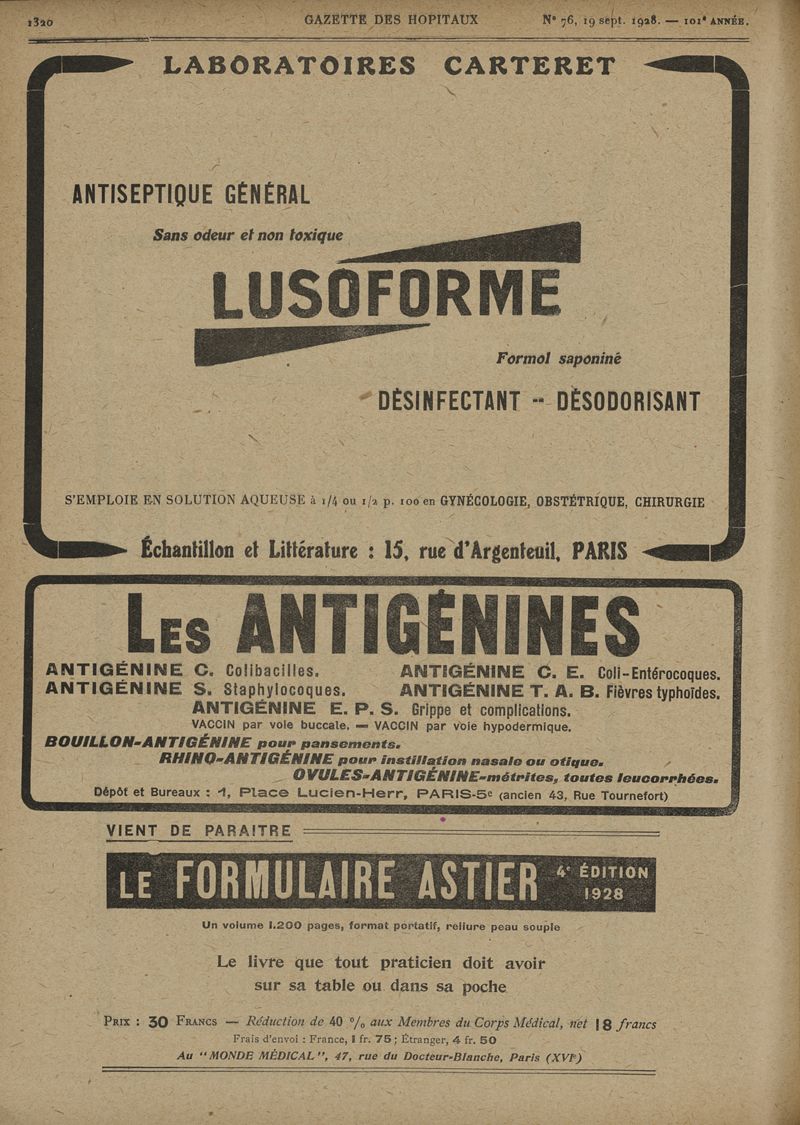 1320 GAZETTE DES HOPITAUX N° 76, 19 sept. 1928. — 101ᵉ ANNÉE.
LABORATOIRES CARTERET
ANTISEPTIQUE GÉNÉRAL
Sans odeur et non toxique
LUSOFORME
Formol saponiné
DÉSINFECTANT -- DÉSODORISANT
S'EMPLOIE EN SOLUTION AQUEUSE à 1/4 ou 1/2 p. 100 en GYNÉCOLOGIE, OBSTÉTRIQUE, CHIRURGIE
Échantillon et Littérature : 15, rue d'Argenteuil, PARIS
LES ANTIGÉNINES
ANTIGÉNINE C. Colibacilles. ANTIGÉNINE C. E. Coli-Entérocoques.
ANTIGÉNINE S. Staphylocoques. ANTIGÉNINE T. A. B. Fièvres typhoïdes.
ANTIGÉNINE E. P. S. Grippe et complications.
VACCIN par voie buccale. — VACCIN par voie hypodermique.
BOUILLON-ANTIGÉNINE pour pansements.
RHINO-ANTIGÉNINE pour instillation nasale ou otique.
OVULES-ANTIGÉNINE-métrites, toutes leucorrhées.
Dépôt et Bureaux : 1, Place Lucien-Herr, PARIS-5ᵉ (ancien 43, Rue Tournefort)
VIENT DE PARAITRE
LE FORMULAIRE ASTIER 4ᵉ ÉDITION 1928
Un volume 1.200 pages, format portatif, reliure peau souple
Le livre que tout praticien doit avoir
sur sa table ou dans sa poche
PRIX : 30 FRANCS — Réduction de 40 % aux Membres du Corps Médical, net 18 francs
Frais d'envoi : France, 1 fr. 75 ; Étranger, 4 fr. 50
Au "MONDE MÉDICAL", 47, rue du Docteur-Blanche, Paris (XVIᵉ)